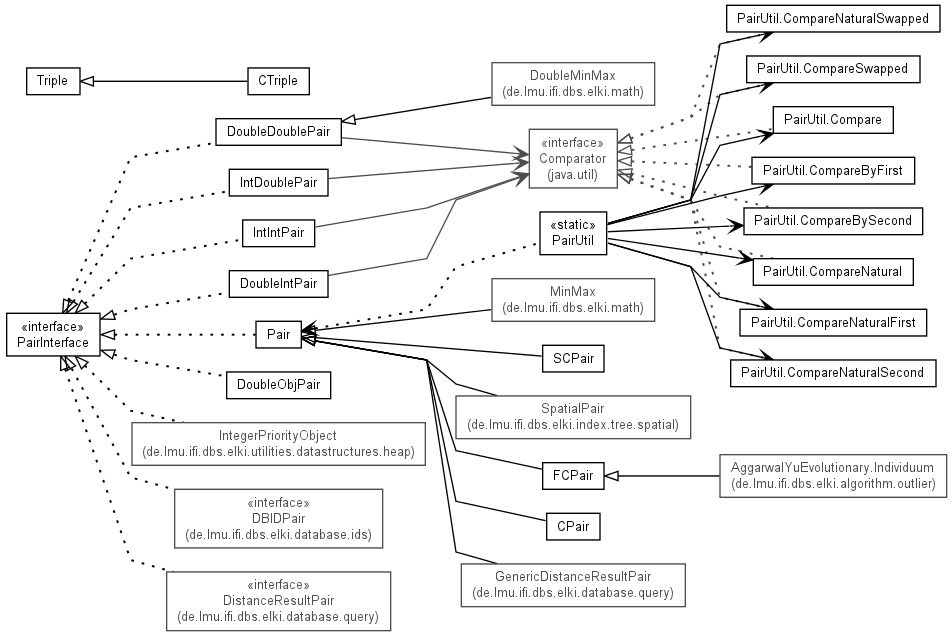 PairUtil.CompareNaturalSwapped
PairUtil.CompareSwapped
Triple
CTriple
DoubleMinMax
(de.lmu.ifi.dbs.elki.math)
PairUtil.Compare
DoubleDoublePair
«interface»
Comparator
(java.util)
PairUtil.CompareByFirst
IntDoublePair
PairUtil.CompareBySecond
IntIntPair
«static»
PairUtil
PairUtil.CompareNatural
DoubleIntPair
MinMax
(de.lmu.ifi.dbs.elki.math)
PairUtil.CompareNaturalFirst
«interface»
PairInterface
Pair
SCPair
PairUtil.CompareNaturalSecond
DoubleObjPair
SpatialPair
(de.lmu.ifi.dbs.elki.index.tree.spatial)
IntegerPriorityObject
(de.lmu.ifi.dbs.elki.utilities.datastructures.heap)
FCPair
AggarwalYuEvolutionary.Individuum
(de.lmu.ifi.dbs.elki.algorithm.outlier)
«interface»
DBIDPair
(de.lmu.ifi.dbs.elki.database.ids)
CPair
GenericDistanceResultPair
(de.lmu.ifi.dbs.elki.database.query)
«interface»
DistanceResultPair
(de.lmu.ifi.dbs.elki.database.query)